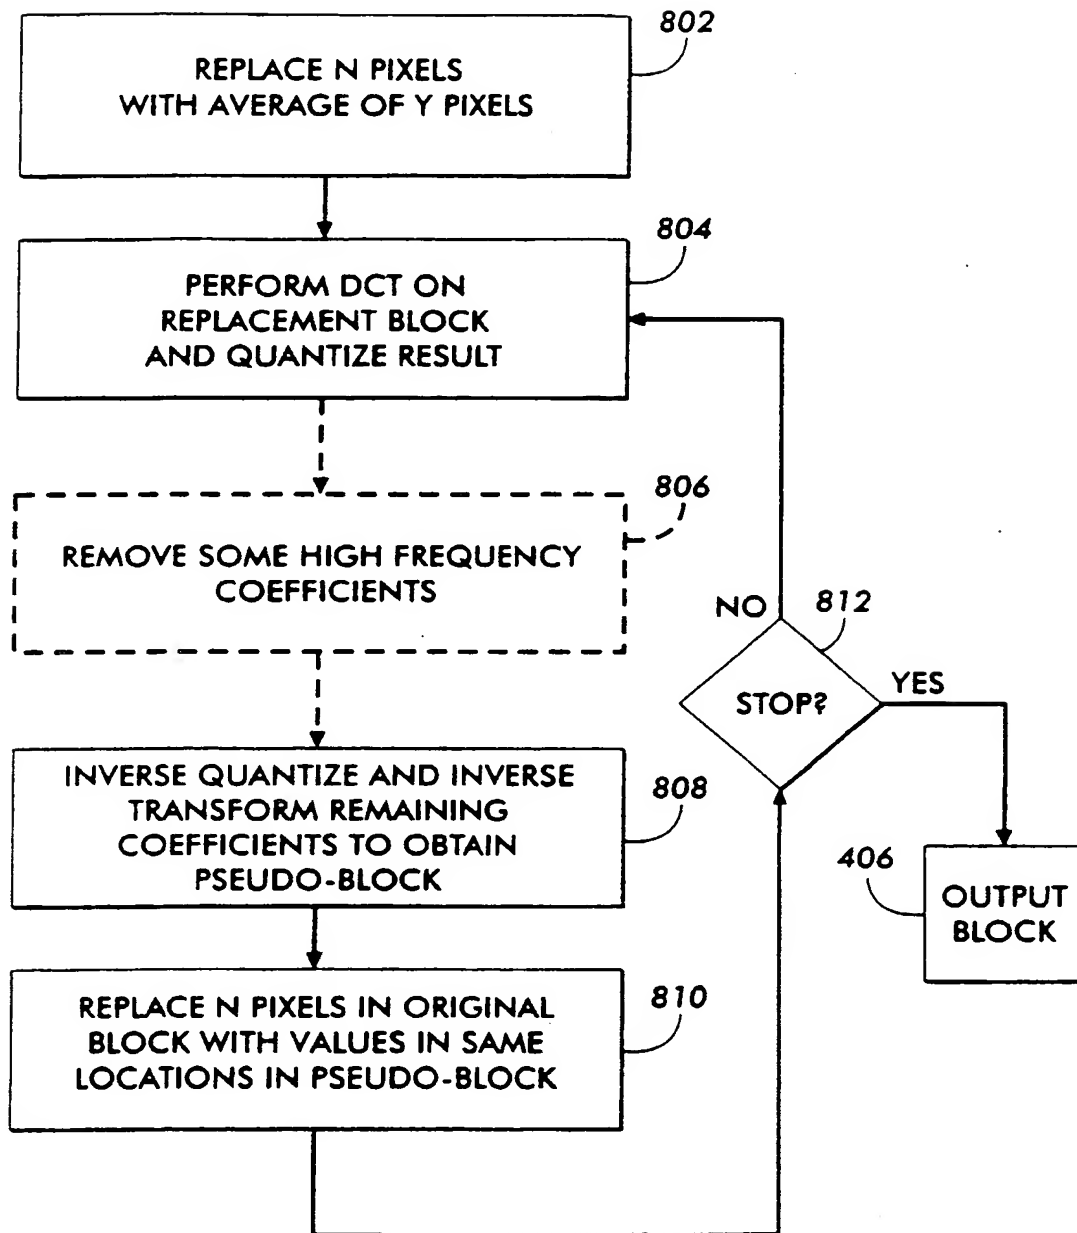 802
REPLACE N PIXELS
WITH AVERAGE OF Y PIXELS
804
PERFORM DCT ON
REPLACEMENT BLOCK
AND QUANTIZE RESULT
806
REMOVE SOME HIGH FREQUENCY
COEFFICIENTS
NO
812
STOP?
YES
INVERSE QUANTIZE AND INVERSE
TRANSFORM REMAINING
COEFFICIENTS TO OBTAIN
PSEUDO-BLOCK
808
406
OUTPUT
BLOCK
REPLACE N PIXELS IN ORIGINAL
BLOCK WITH VALUES IN SAME
LOCATIONS IN PSEUDO-BLOCK
810